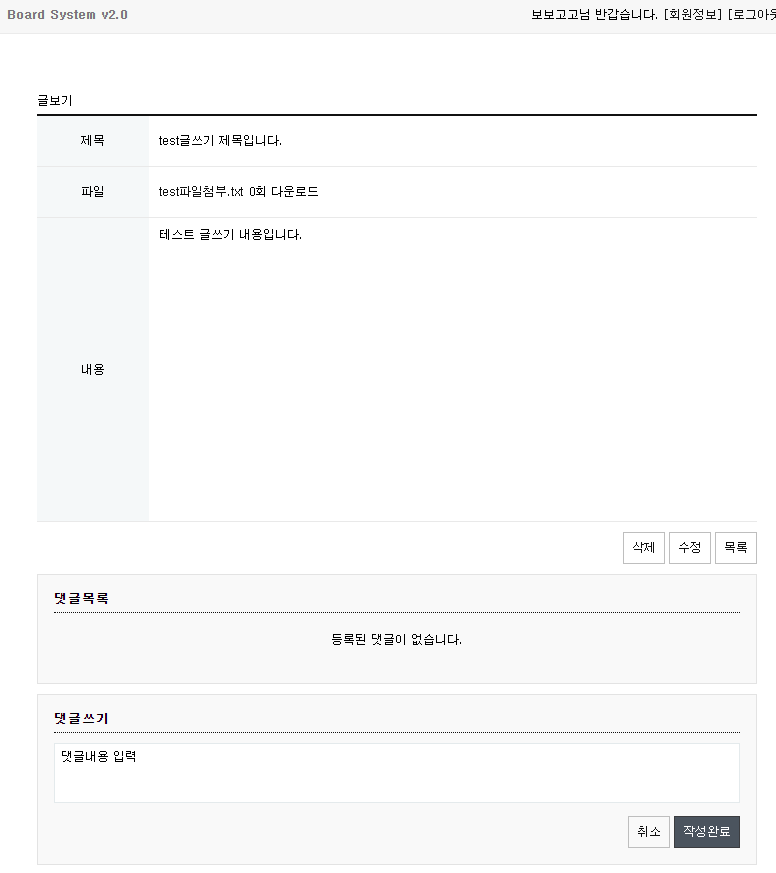 Board System v2.0 보보고고님 반갑습니다. [회원정보] [로그아웃
글보기
제목 test글쓰기 제목입니다.
파일 test파일첨부.txt 0회 다운로드
테스트 글쓰기 내용입니다.
내용
삭제 수정 목록
댓글목록
등록된 댓글이 없습니다.
댓글쓰기
댓글내용 입력
취소 작성완료